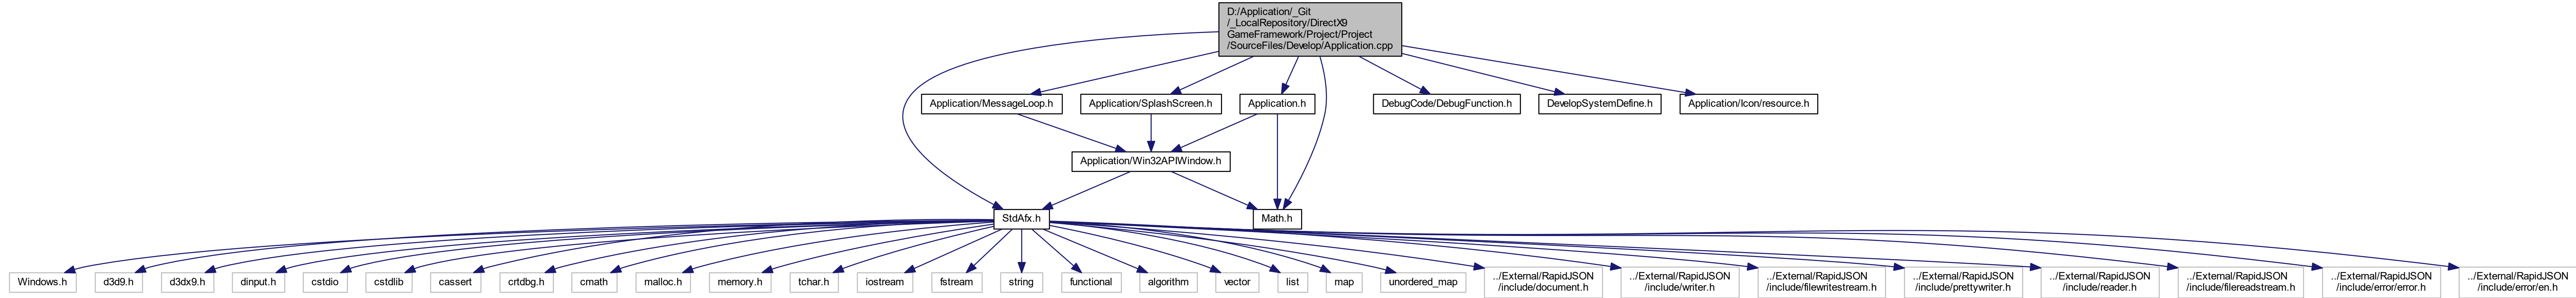 D:/Application/_Git
/_LocalRepository/DirectX9
GameFramework/Project/Project
/SourceFiles/Develop/Application.cpp
Application/MessageLoop.h
Application/SplashScreen.h
Application.h
DebugCode/DebugFunction.h
DevelopSystemDefine.h
Application/Icon/resource.h
Application/Win32APIWindow.h
StdAfx.h
Math.h
Windows.h
d3d9.h
d3dx9.h
dinput.h
cstdio
cstdlib
cassert
crtdbg.h
cmath
malloc.h
memory.h
tchar.h
iostream
fstream
string
functional
algorithm
vector
list
map
unordered_map
../External/RapidJSON
/include/document.h
../External/RapidJSON
/include/writer.h
../External/RapidJSON
/include/filewritestream.h
../External/RapidJSON
/include/prettywriter.h
../External/RapidJSON
/include/reader.h
../External/RapidJSON
/include/filereadstream.h
../External/RapidJSON
/include/error/error.h
../External/RapidJSON
/include/error/en.h